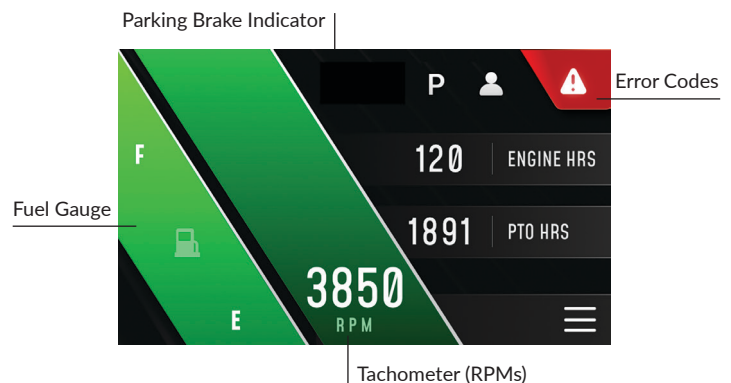 Parking Brake Indicator
P
Error Codes
F
120 ENGINE HRS
Fuel Gauge
1891 PTO HRS
3850
RPM
E
Tachometer (RPMs)